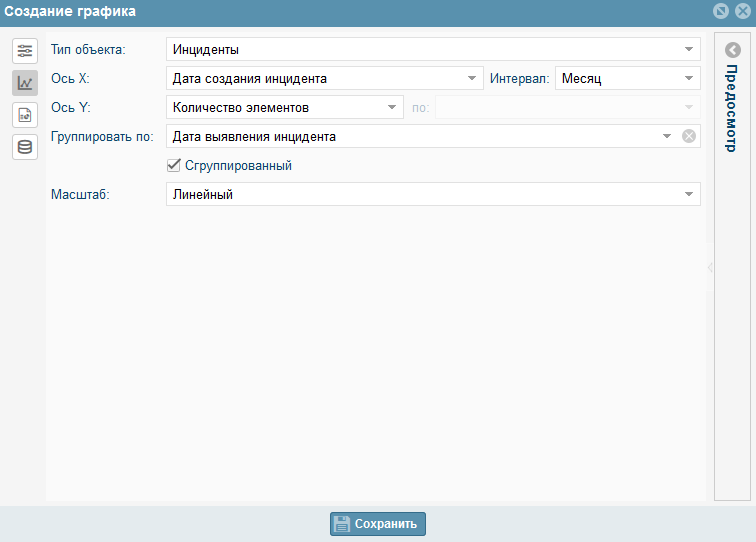 Создание графика
Тип объекта: Инциденты
Ось X: Дата создания инцидента Интервал: Месяц
Ось Y: Количество элементов по:
Группировать по: Дата выявления инцидента
Сгруппированный
Масштаб: Линейный
Предосмотр
Сохранить